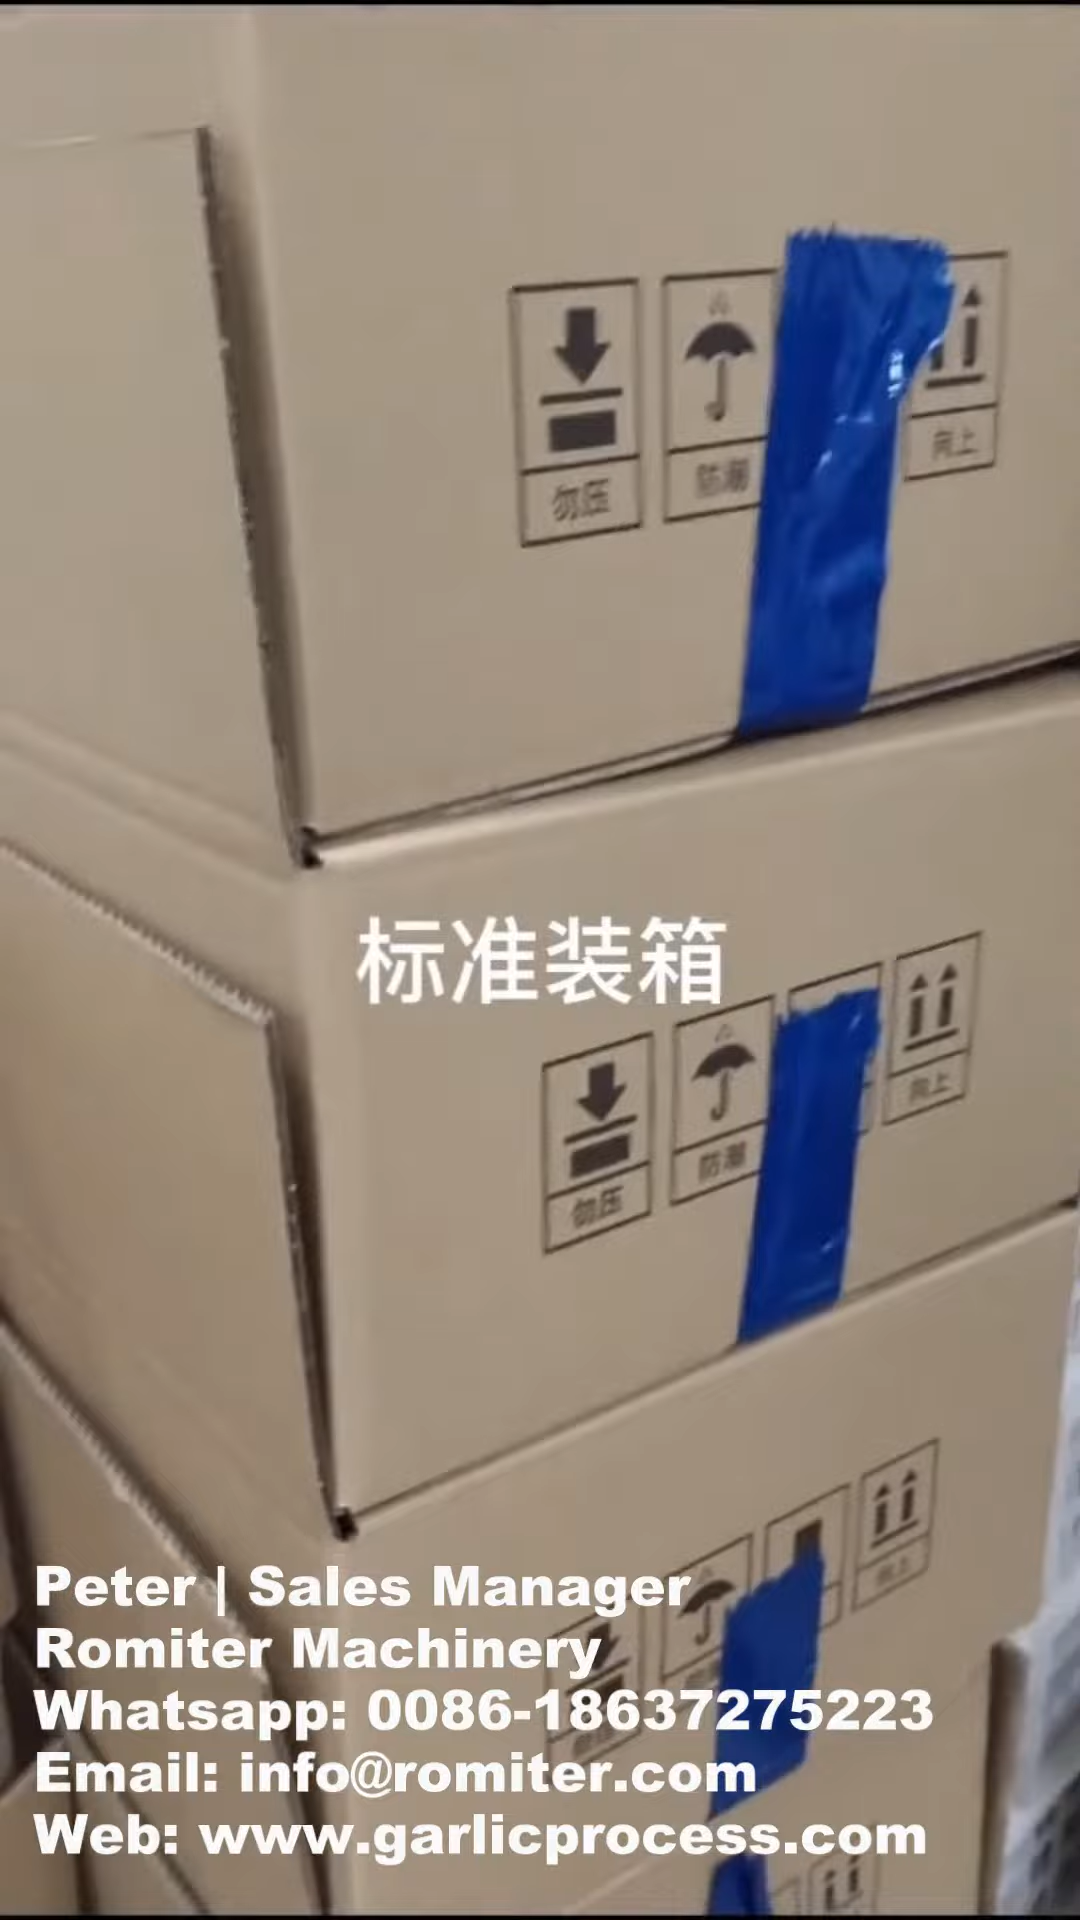 勿压
防潮
向上
标准装箱
勿压
防潮
向上
Peter | Sales Manager
Romiter Machinery
Whatsapp: 0086-18637275223
Email: info@romiter.com
Web: www.garlicprocess.com